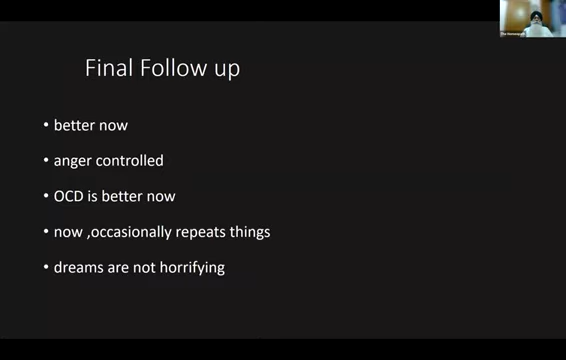 Final Follow up
• better now
• anger controlled
• OCD is better now
• now ,occasionally repeats things
• dreams are not horrifying